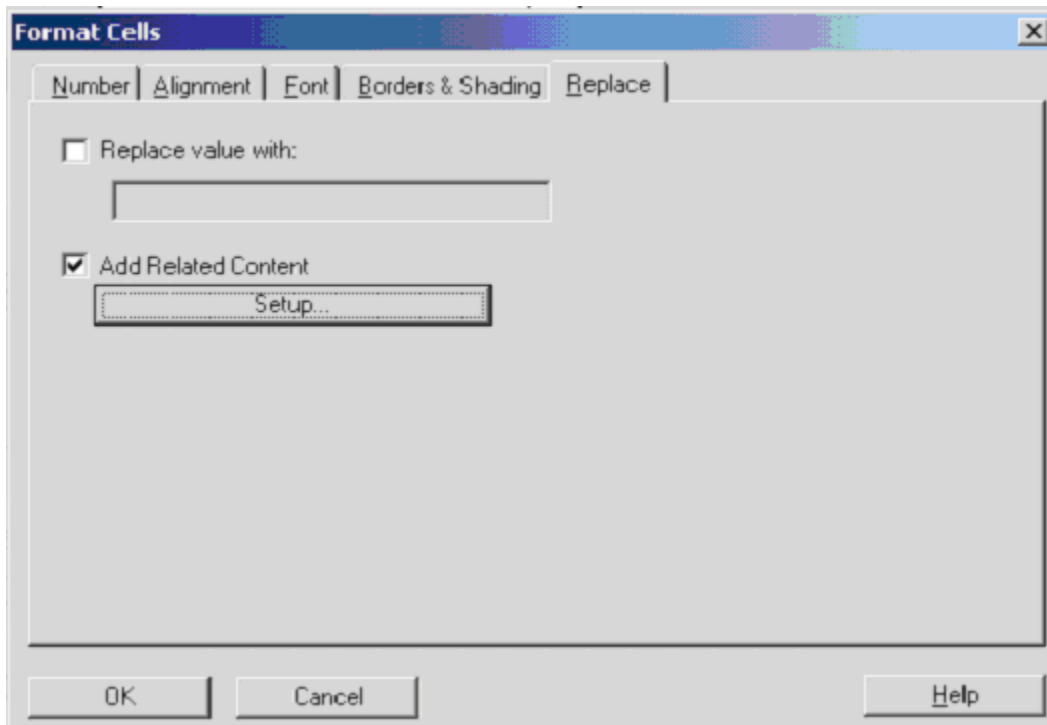 Format Cells
Number Alignment Font Borders & Shading Replace
Replace value with:
Add Related Content
Setup...
OK Cancel Help